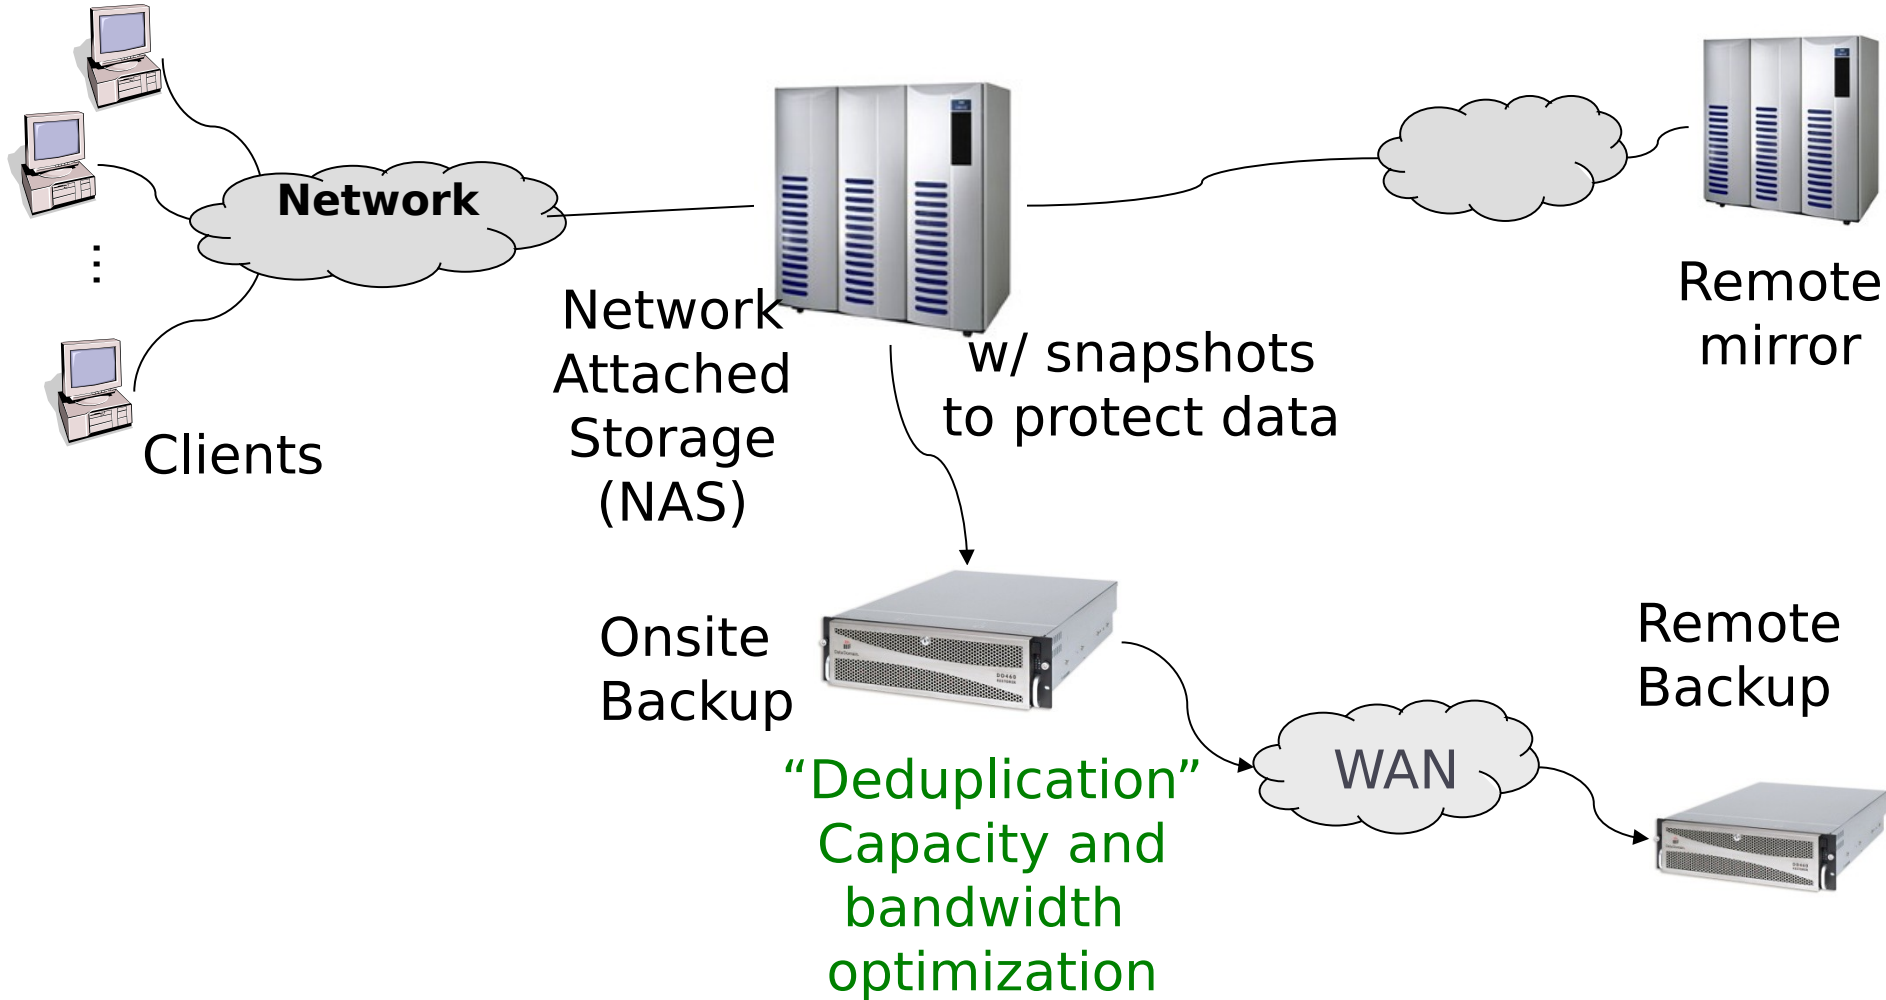 Network
Clients
Network
Attached
Storage
(NAS)
w/ snapshots
to protect data
Remote
mirror
Onsite
Backup
“Deduplication”
Capacity and
bandwidth
optimization
WAN
Remote
Backup